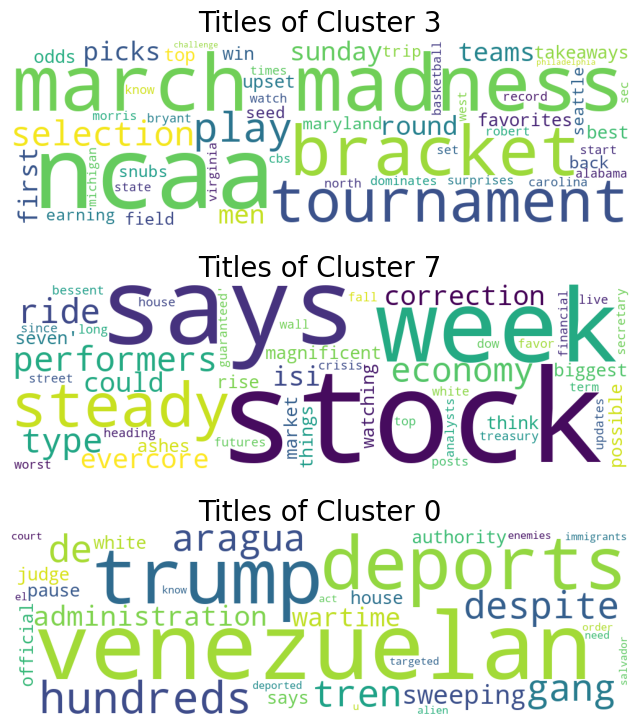 Titles of Cluster 3
challenge
odds picks top win sunday trip teams takeaways
philadelphia
march madness
know times upset watch seed basketball west record sec
morris bryant maryland round favorites seattle
selection play robert best
ncaa bracket
first michigan snubs cbs set start back
state virginia north dominates surprises carolina alabama
earning field men tournament
Titles of Cluster 7
bessent house says fall correction live
ride week financial secretary
since long guaranteed' wall dow favor
seven' magnificent economy biggest
performers could rise isi crisis watching
street white term
steady stock
type heading ashes futures market things top analysts think treasury updates possible
worst evercore posts
Titles of Cluster 0
court aragua authority enemies immigrants
de white trump deports
judge
pause know house despite
el act
official administration wartime order
venezuelan need
targeted salvador
hundreds deported says tren sweeping gang
u alien